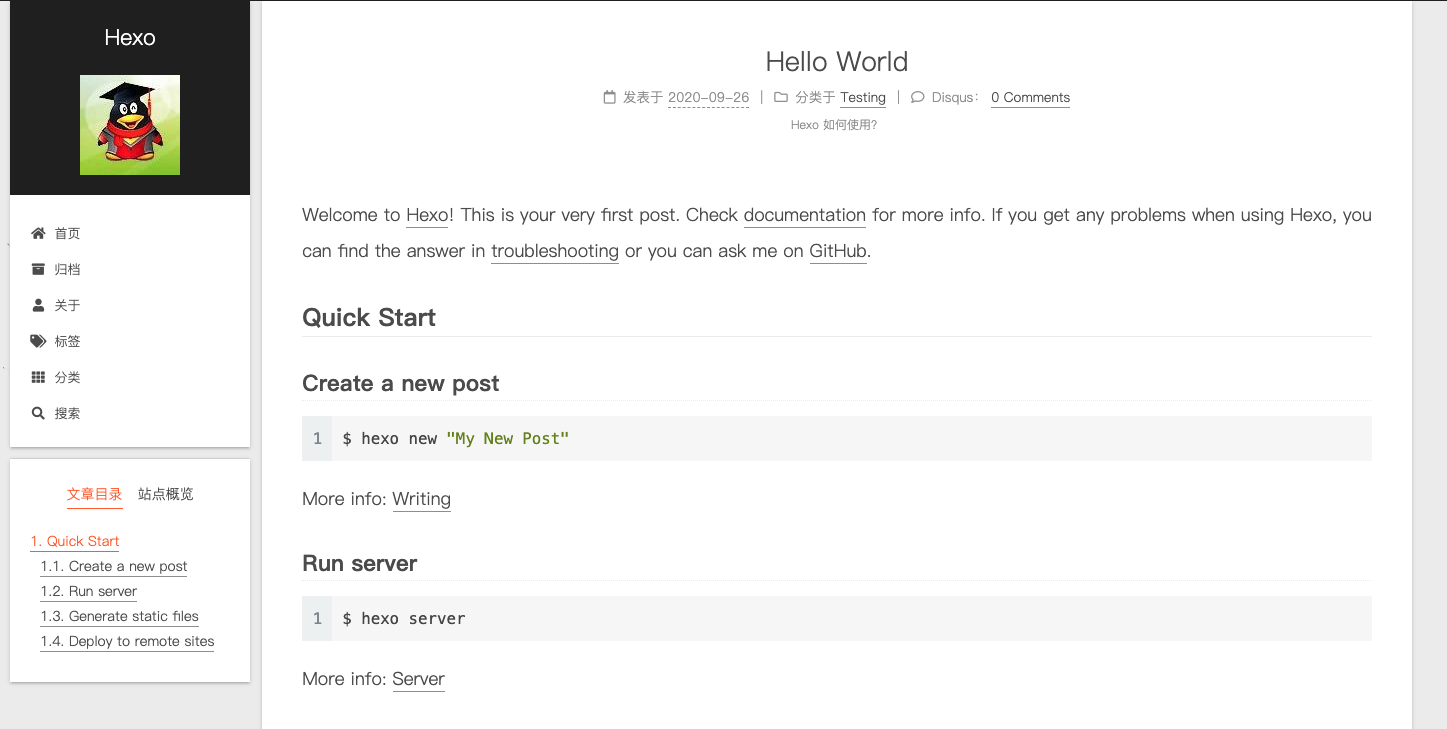 Hexo
首页
归档
关于
标签
分类
搜索
文章目录 站点概览
1. Quick Start
1.1. Create a new post
1.2. Run server
1.3. Generate static files
1.4. Deploy to remote sites
Hello World
发表于 2020-09-26 | 分类于 Testing | Disqus: 0 Comments
Hexo 如何使用?
Welcome to Hexo! This is your very first post. Check documentation for more info. If you get any problems when using Hexo, you
can find the answer in troubleshooting or you can ask me on GitHub.
Quick Start
Create a new post
1 $ hexo new "My New Post"
More info: Writing
Run server
1 $ hexo server
More info: Server